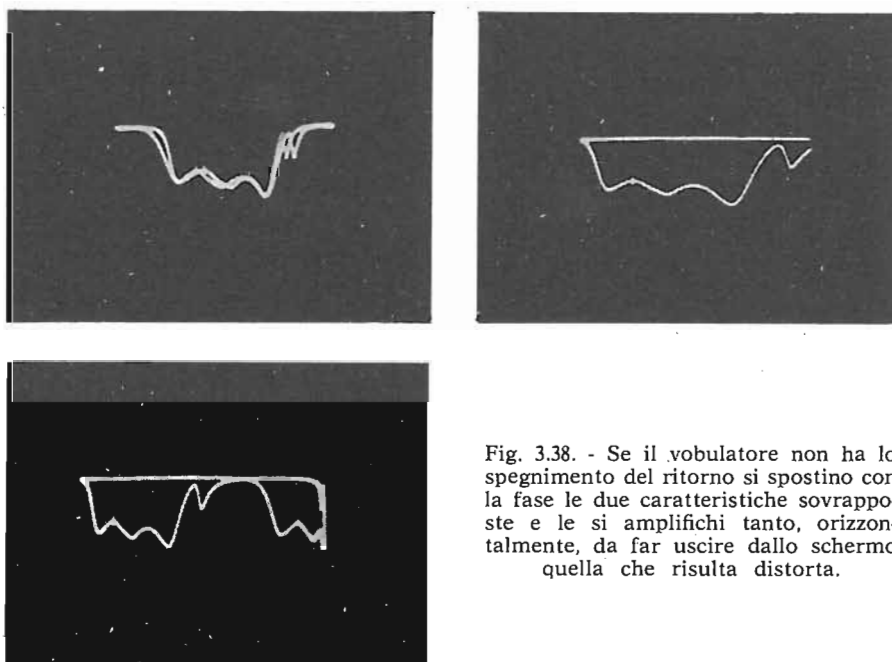 Fig. 3.38. - Se il vobulatore non ha lo
spegnimento del ritorno si spostino con
la fase le due caratteristiche sovrappo-
ste e le si amplifichi tanto, orizzon-
talmente, da far uscire dallo schermo
quella che risulta distorta.